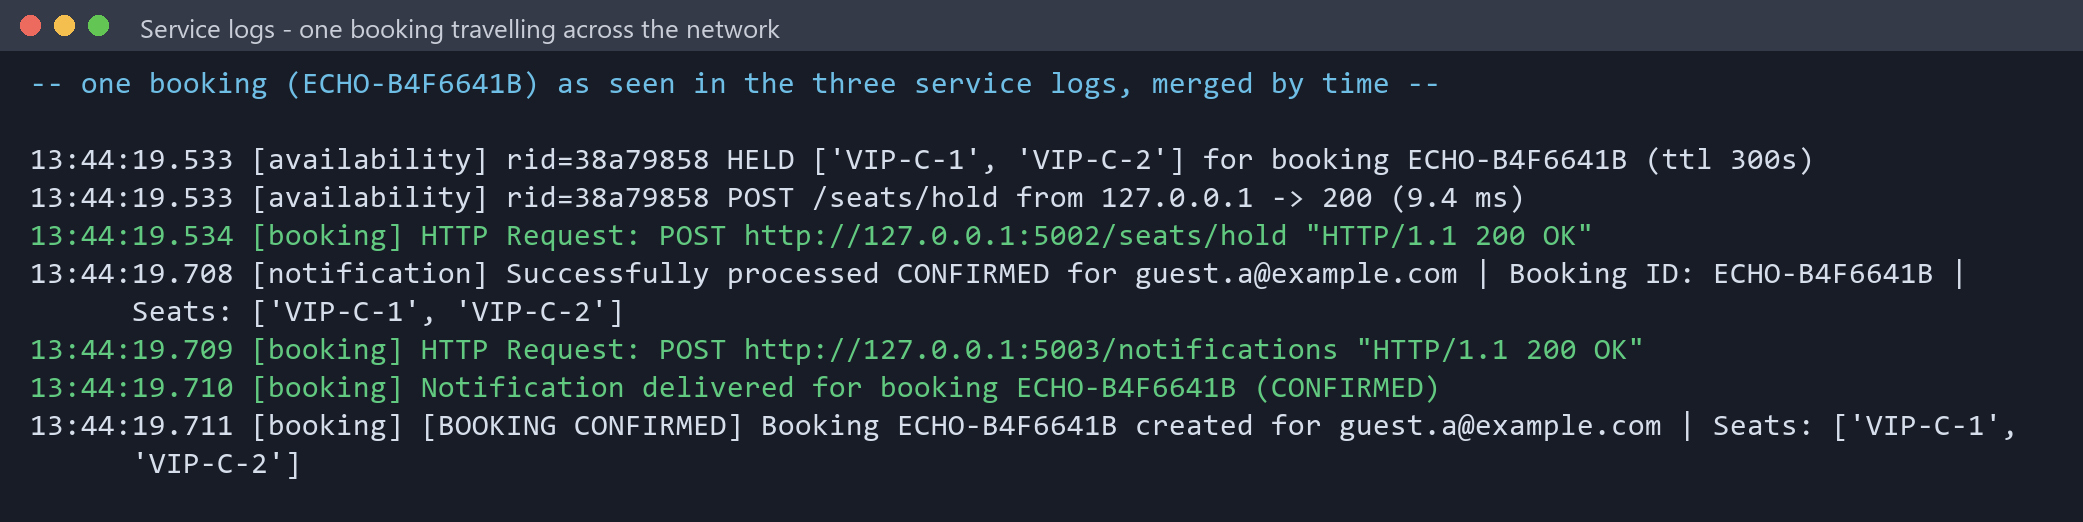 Service logs - one booking travelling across the network
-- one booking (ECHO-B4F6641B) as seen in the three service logs, merged by time --
13:44:19.533 [availability] rid=38a79858 HELD ['VIP-C-1', 'VIP-C-2'] for booking ECHO-B4F6641B (ttl 300s)
13:44:19.533 [availability] rid=38a79858 POST /seats/hold from 127.0.0.1 -> 200 (9.4 ms)
13:44:19.534 [booking] HTTP Request: POST http://127.0.0.1:5002/seats/hold "HTTP/1.1 200 OK"
13:44:19.708 [notification] Successfully processed CONFIRMED for guest.a@example.com | Booking ID: ECHO-B4F6641B |
Seats: ['VIP-C-1', 'VIP-C-2']
13:44:19.709 [booking] HTTP Request: POST http://127.0.0.1:5003/notifications "HTTP/1.1 200 OK"
13:44:19.710 [booking] Notification delivered for booking ECHO-B4F6641B (CONFIRMED)
13:44:19.711 [booking] [BOOKING CONFIRMED] Booking ECHO-B4F6641B created for guest.a@example.com | Seats: ['VIP-C-1',
'VIP-C-2']